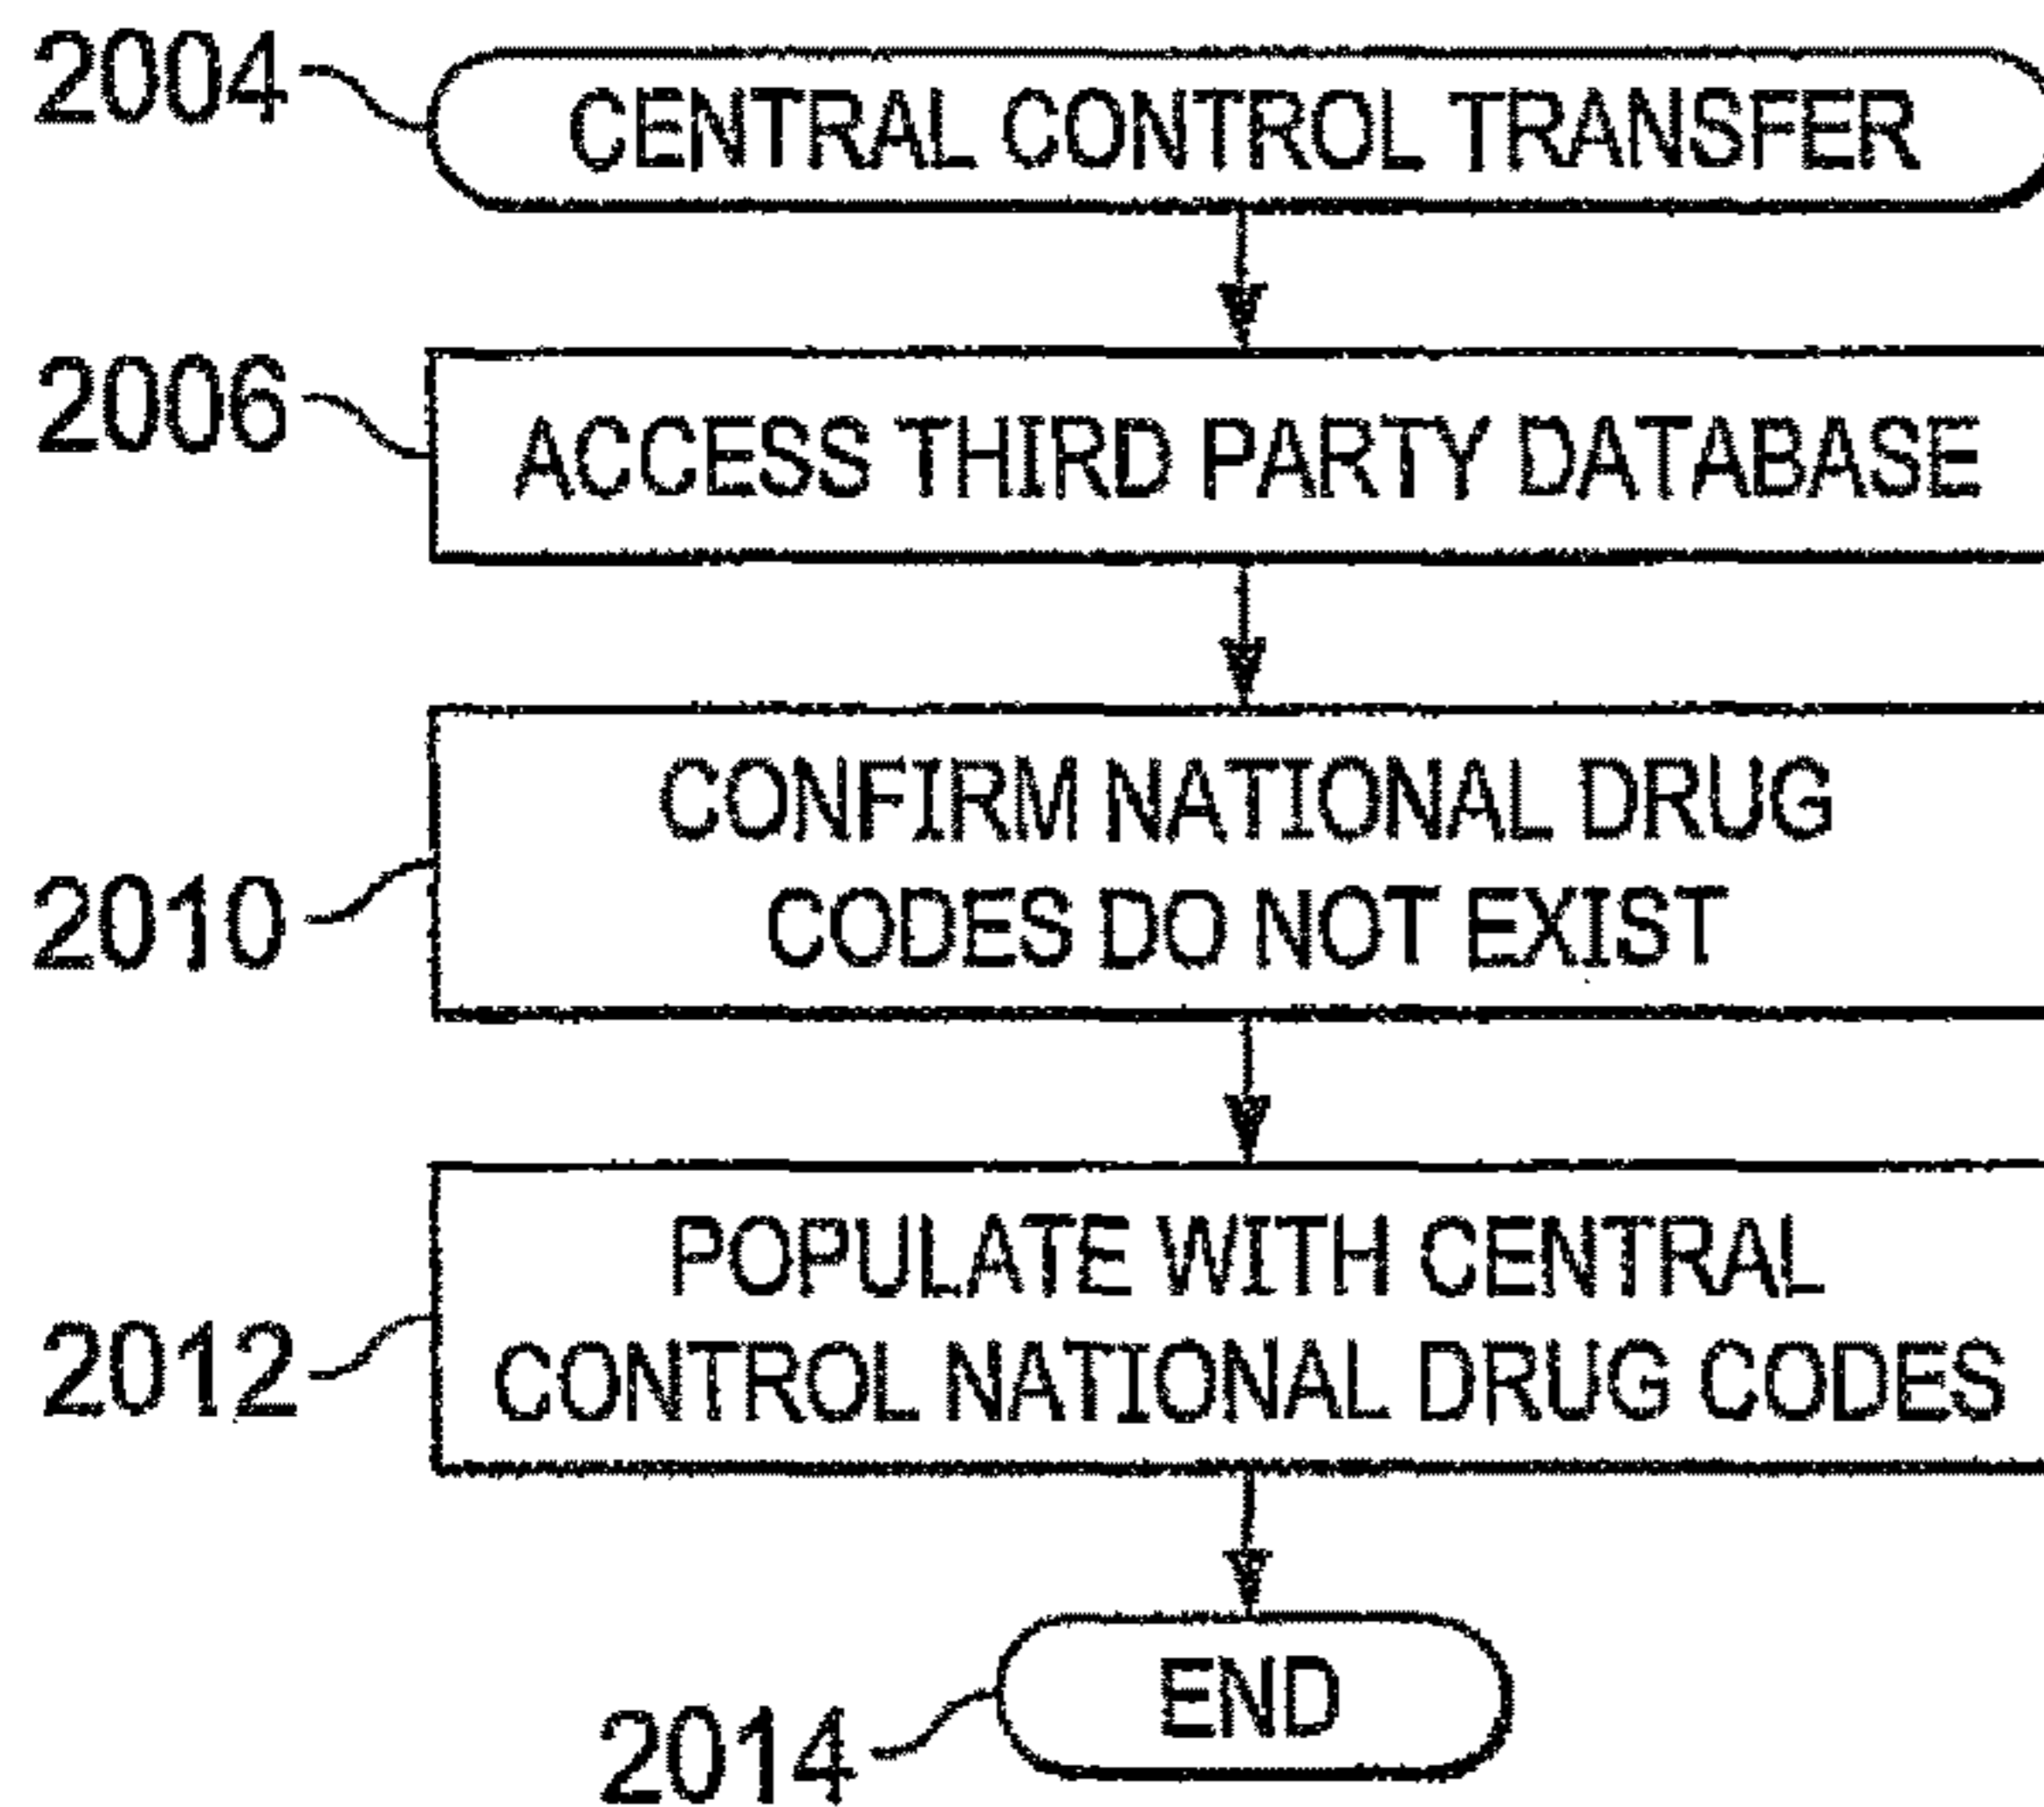 2004
CENTRAL CONTROL TRANSFER
2006
ACCESS THIRD PARTY DATABASE
2010
CONFIRM NATIONAL DRUG
CODES DO NOT EXIST
2012
POPULATE WITH CENTRAL
CONTROL NATIONAL DRUG CODES
2014
END